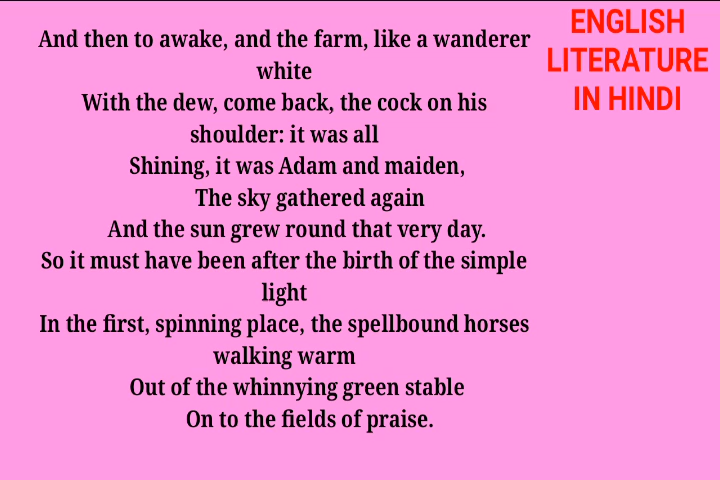 And then to awake, and the farm, like a wanderer
white
With the dew, come back, the cock on his
shoulder: it was all
Shining, it was Adam and maiden,
The sky gathered again
And the sun grew round that very day.
So it must have been after the birth of the simple
light
In the first, spinning place, the spellbound horses
walking warm
Out of the whinnying green stable
On to the fields of praise.
ENGLISH
LITERATURE
IN HINDI